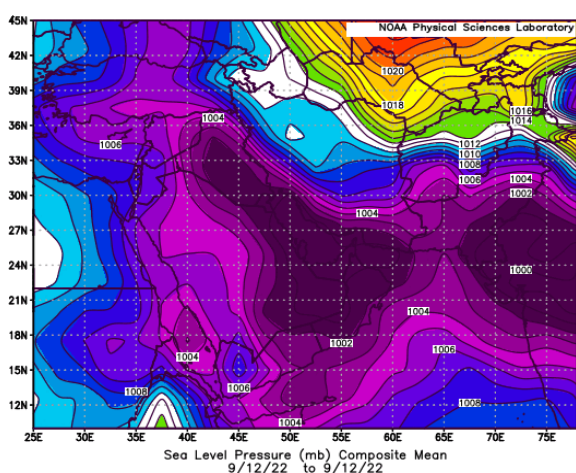 NOAA Physical Sciences Laboratory
45N
42N
1020
39N
1018
1016
1004
1014
36N
1006
1012
1010
33N
1008
1006
1004
30N
1002
1004
27N
24N
1000
21N
1004
18N
1002
1004
1006
15N
1006
1008
1008
12N
1004
25E 30E 35E 40E 45E 50E 55E 60E 65E 70E 75E
Sea Level Pressure (mb) Composite Mean
9/12/22 to 9/12/22